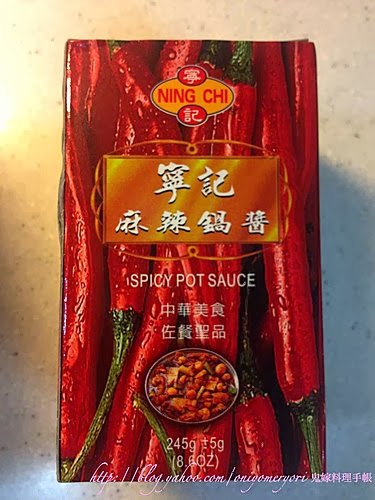 寧
NING CHI
記
寧記
麻辣鍋醬
SPICY POT SAUCE
中華美食
佐餐聖品
245g ±5g
(8.6OZ)
http://blog.yahoo.com/onigomeryori 鬼嫁料理手帳